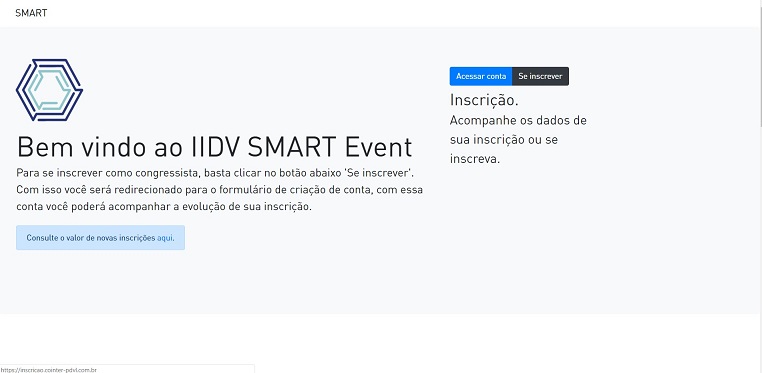 SMART
Bem vindo ao IIDV SMART Event
Para se inscrever como congressista, basta clicar no botão abaixo 'Se inscrever'.
Com isso você será redirecionado para o formulário de criação de conta, com essa
conta você poderá acompanhar a evolução de sua inscrição.
Consulte o valor de novas inscrições aqui.
Acessar conta Se inscrever
Inscrição.
Acompanhe os dados de
sua inscrição ou se
inscreva.
https://inscricao.cointer-pdvl.com.br